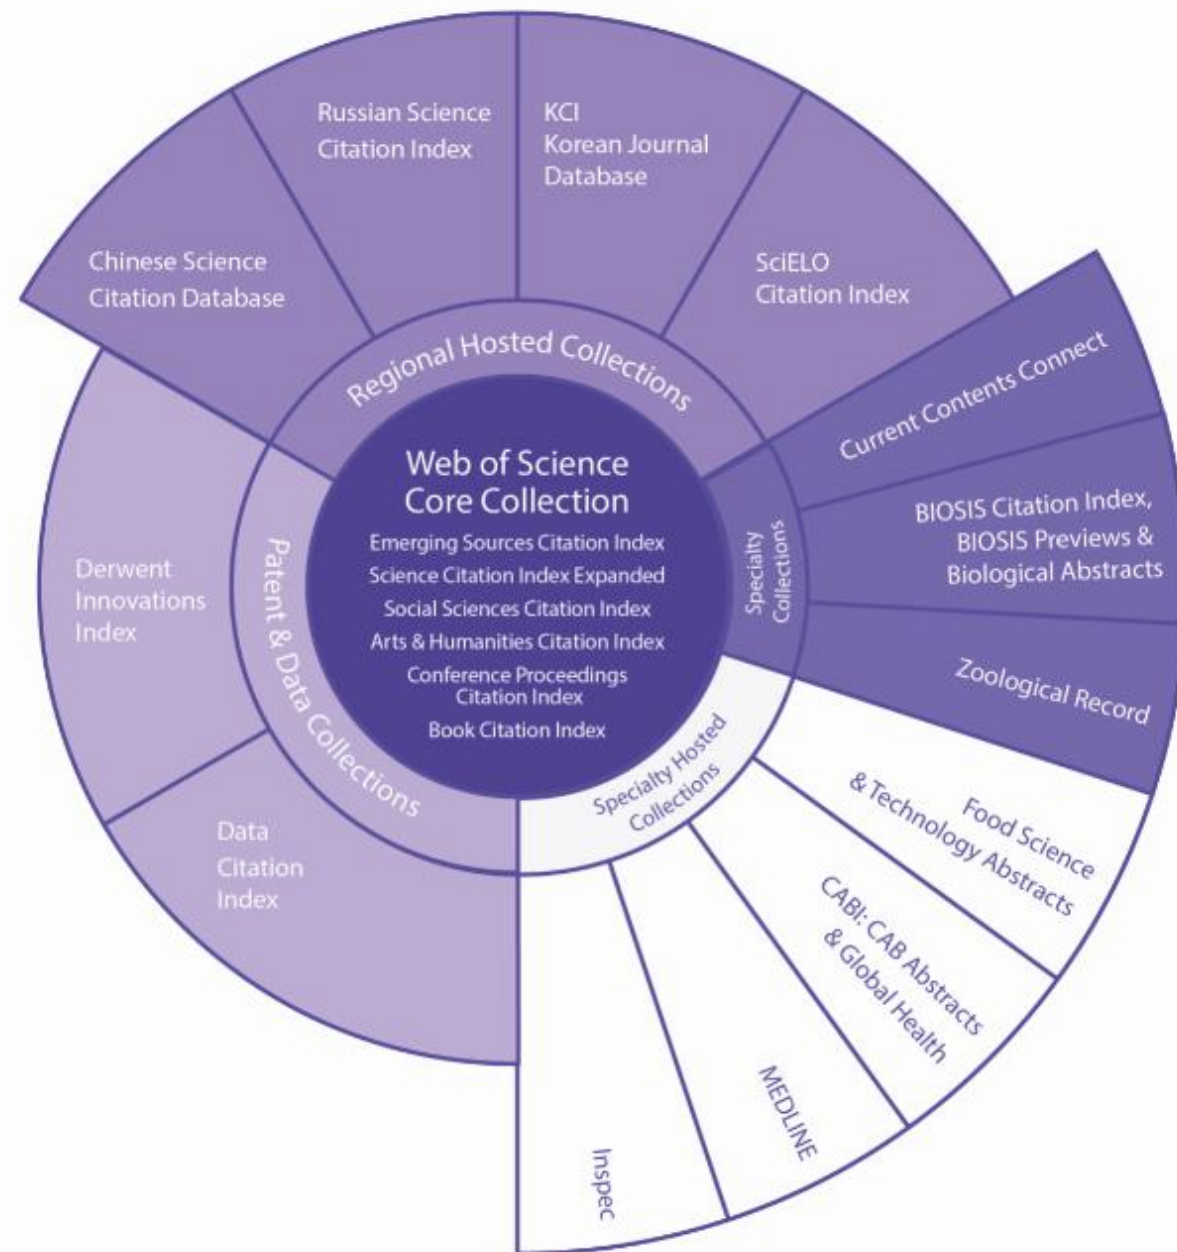 Web of Science
Core Collection
Emerging Sources Citation Index
Science Citation Index Expanded
Social Sciences Citation Index
Arts & Humanities Citation Index
Conference Proceedings
Citation Index
Book Citation Index
Regional Hosted Collections
Chinese Science
Citation Database
Russian Science
Citation Index
KCI
Korean Journal
Database
SciELO
Citation Index
Specialty
Collections
Current Contents Connect
BIOSIS Citation Index,
BIOSIS Previews &
Biological Abstracts
Zoological Record
Specialty Hosted
Collections
Food Science
& Technology Abstracts
CABI: CAB Abstracts
& Global Health
MEDLINE
Inspec
Patent & Data Collections
Data
Citation
Index
Derwent
Innovations
Index